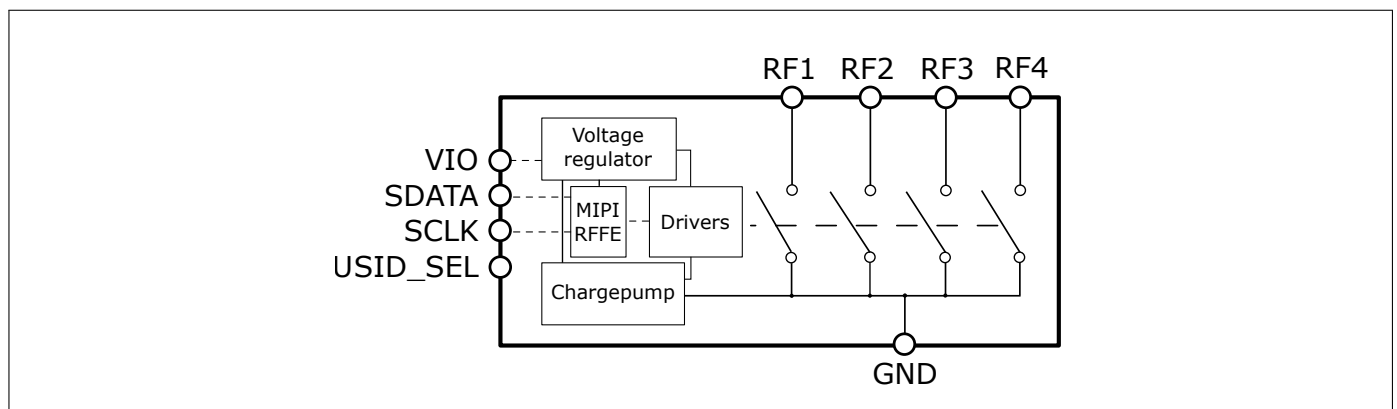 RF1 RF2 RF3 RF4
Voltage
regulator
VIO
SDATA
SCLK
USID_SEL
MIPI
RFFE
Drivers
Chargepump
GND